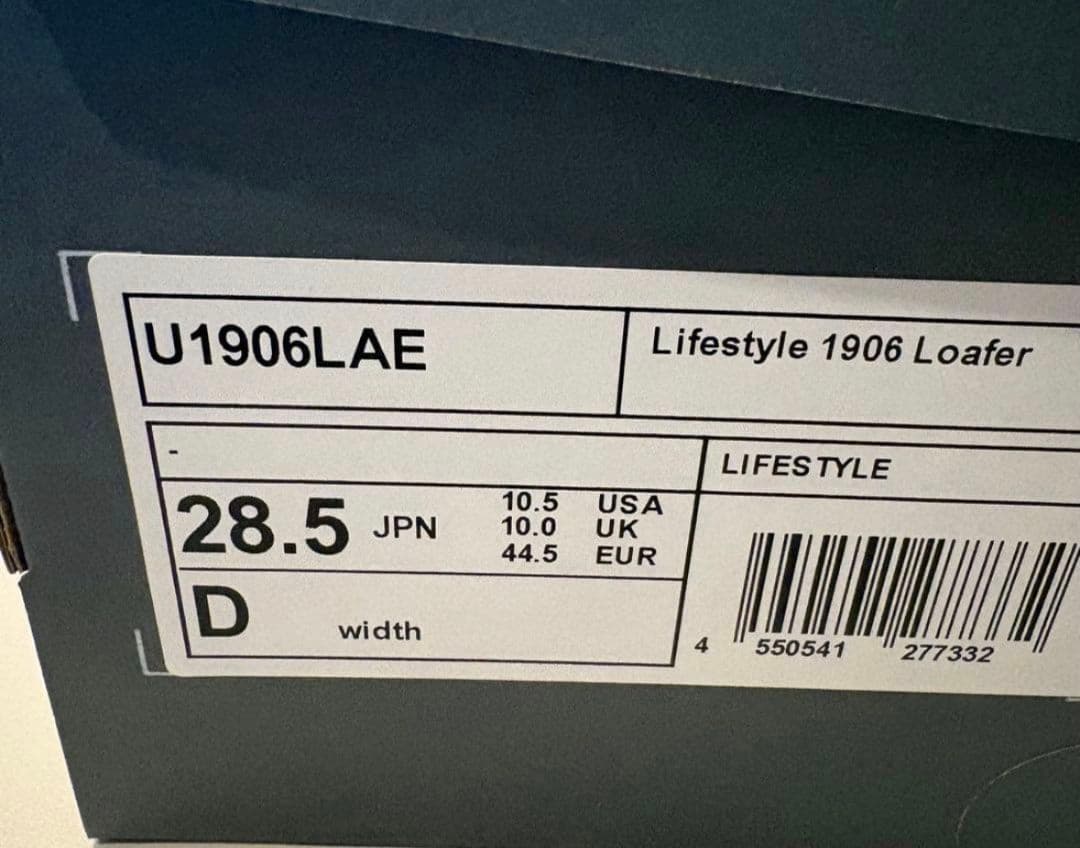 U1906LAE
Lifestyle 1906 Loafer
-
LIFESTYLE
28.5 JPN
10.5 USA
10.0 UK
44.5 EUR
D width
4 550541 277332